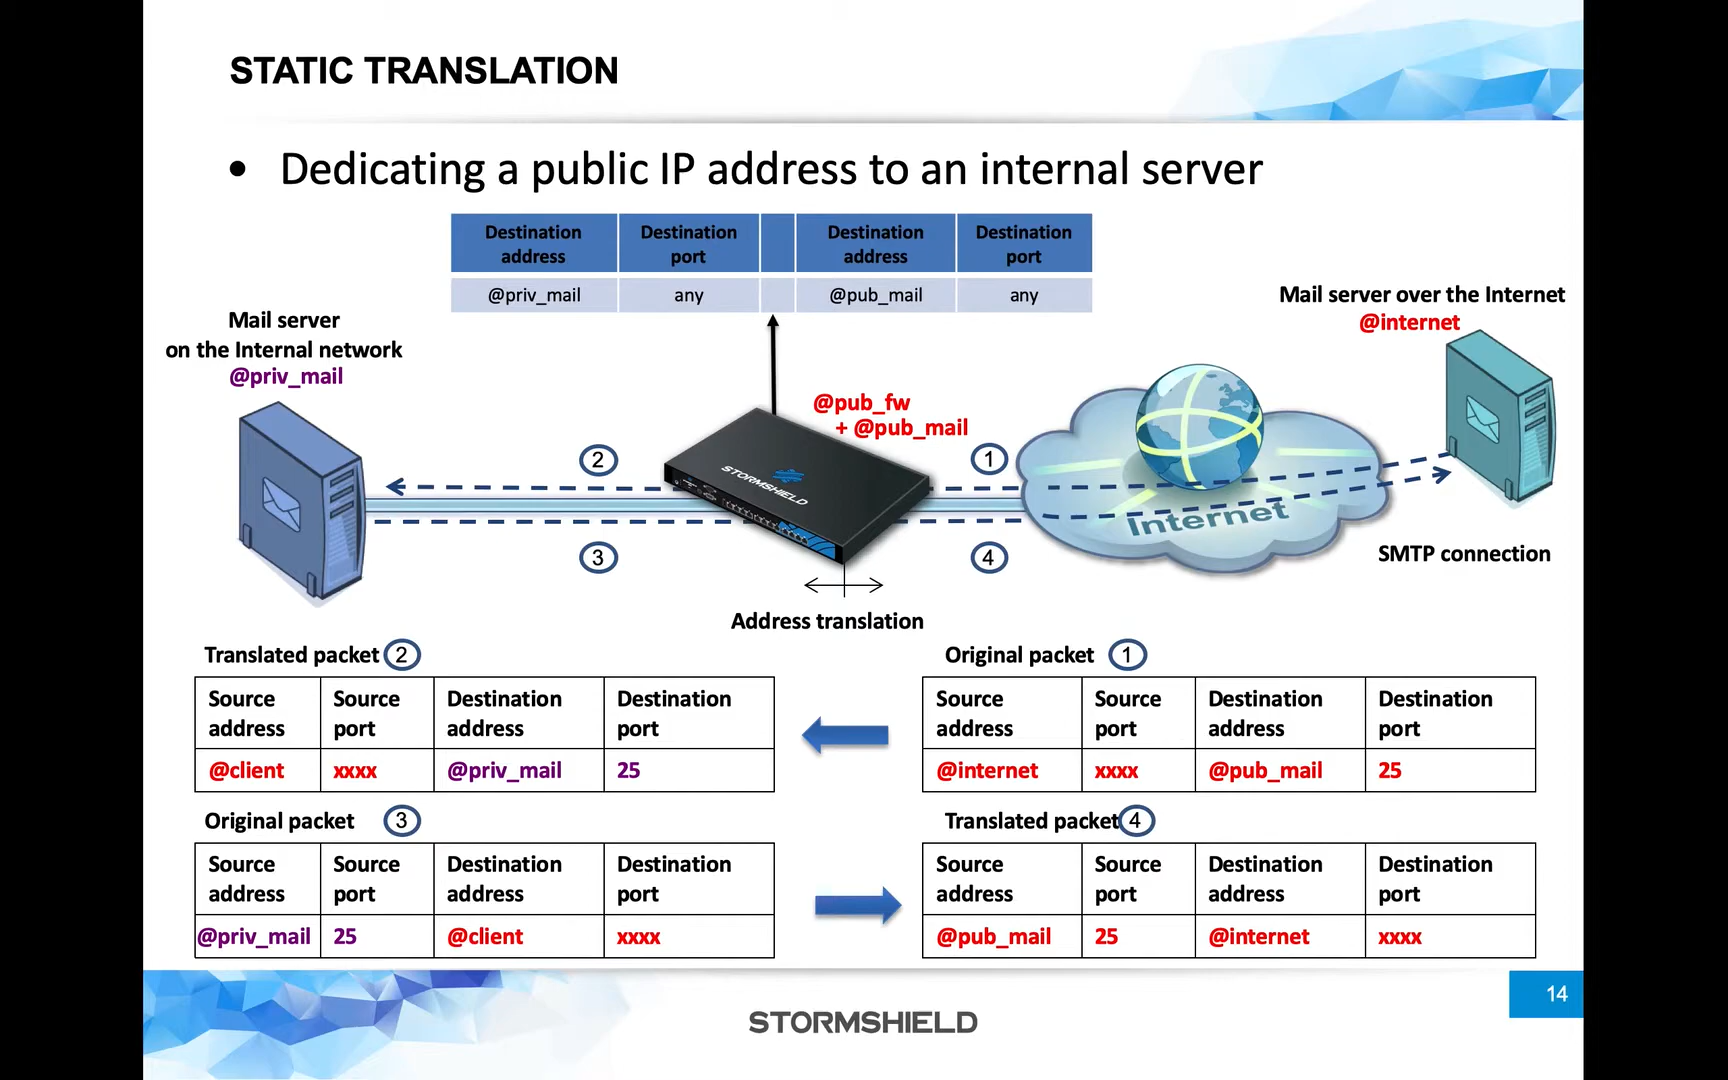 STATIC TRANSLATION
• Dedicating a public IP address to an internal server
Destination address Destination port Destination address Destination port
@priv_mail any @pub_mail any
Mail server
on the Internal network
@priv_mail
Mail server over the Internet
@internet
@pub_fw
+ @pub_mail
2
1
STORMSHIELD
Internet
3
4
SMTP connection
Address translation
Translated packet 2
Source address Source port Destination address Destination port
@client xxxx @priv_mail 25
Original packet 1
Source address Source port Destination address Destination port
@internet xxxx @pub_mail 25
Original packet 3
Source address Source port Destination address Destination port
@priv_mail 25 @client xxxx
Translated packet 4
Source address Source port Destination address Destination port
@pub_mail 25 @internet xxxx
STORMSHIELD
14